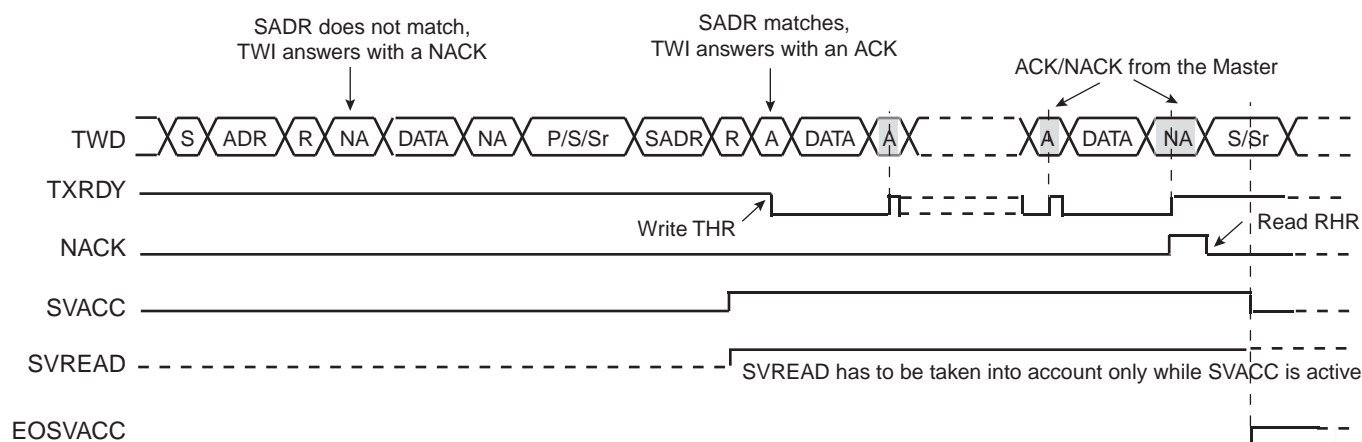 SADR does not match,
TWI answers with a NACK
SADR matches,
TWI answers with an ACK
ACK/NACK from the Master
TWD S ADR R NA DATA NA P/S/Sr SADR R A DATA A A DATA NA S/Sr
TXRDY
Write THR
Read RHR
NACK
SVACC
SVREAD
SVREAD has to be taken into account only while SVACC is active
EOSVACC